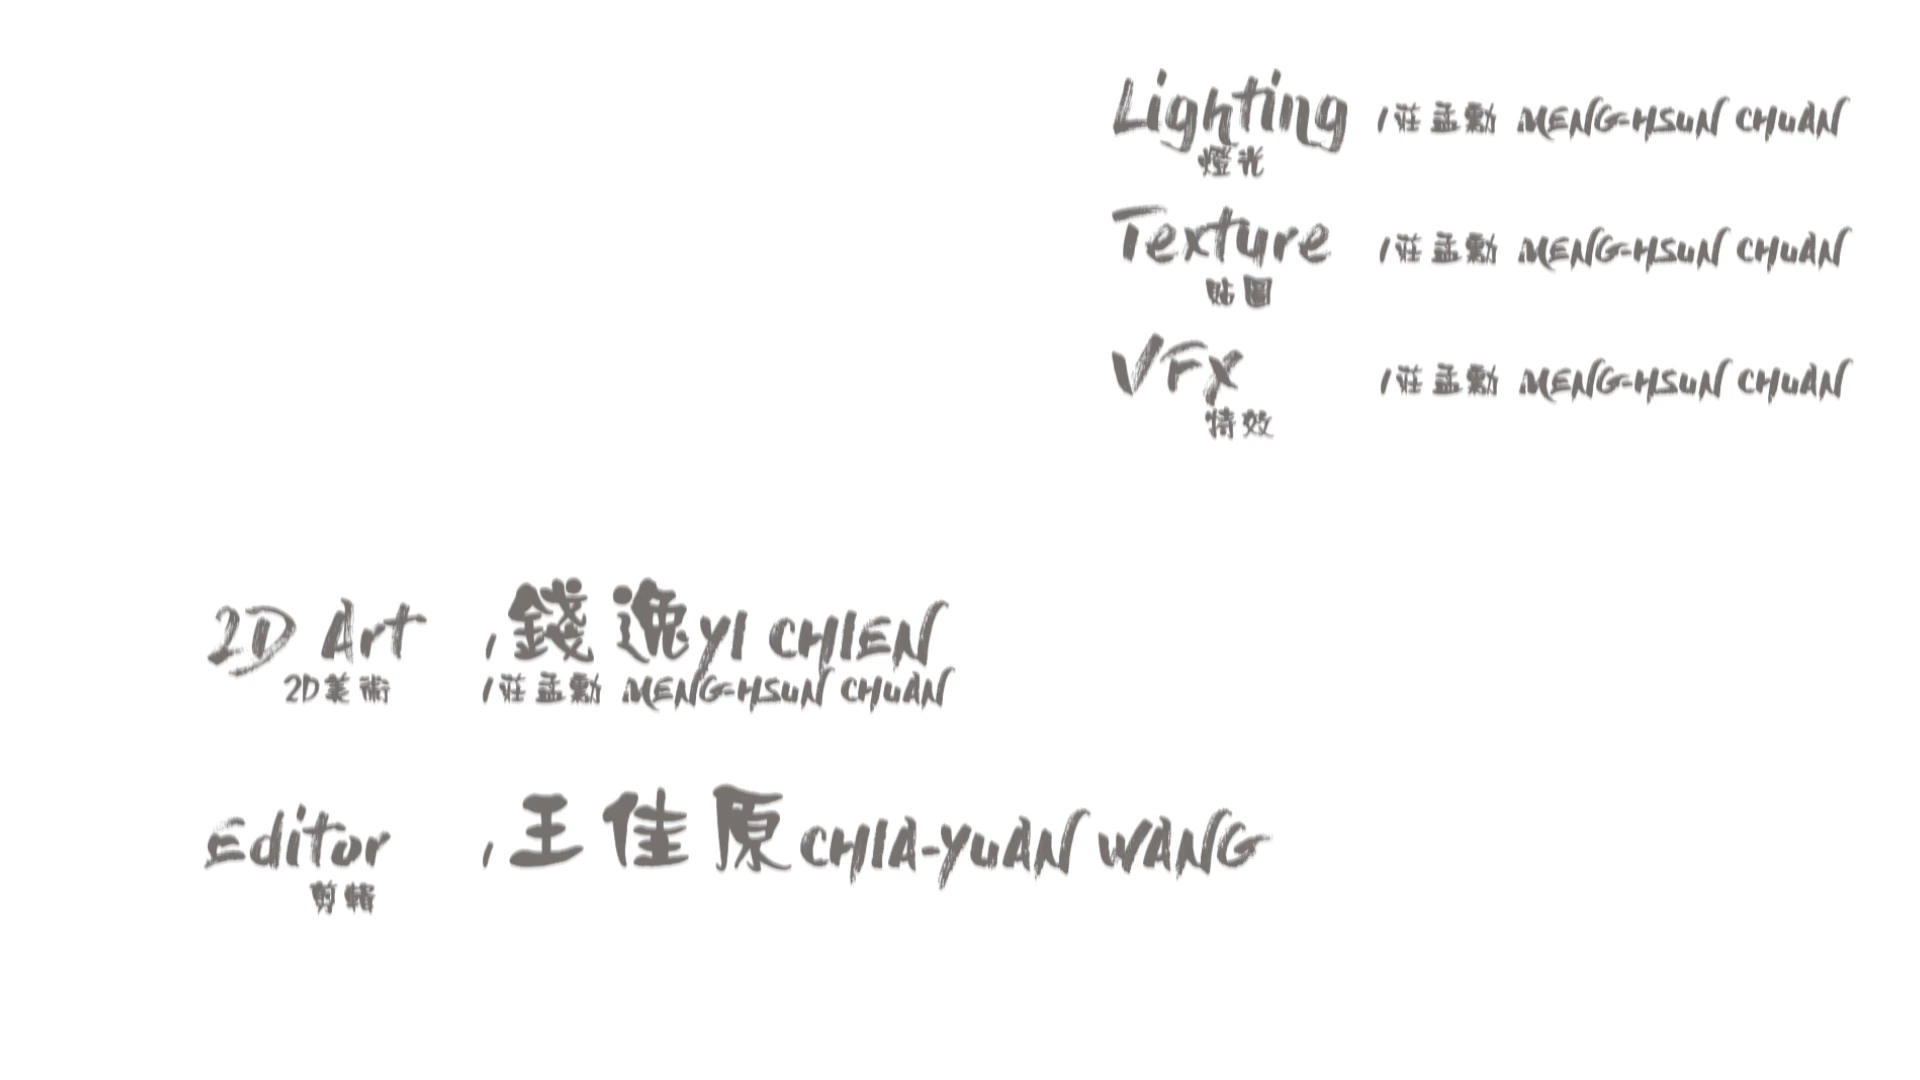 Lighting /莊孟勳 MENG-HSUN CHUAN
燈光
Texture /莊孟勳 MENG-HSUN CHUAN
貼圖
VFX /莊孟勳 MENG-HSUN CHUAN
特效
2D Art /錢逸 YI CHIEN
2D美術 /莊孟勳 MENG-HSUN CHUAN
Editor /王佳原 CHIA-YUAN WANG
剪輯